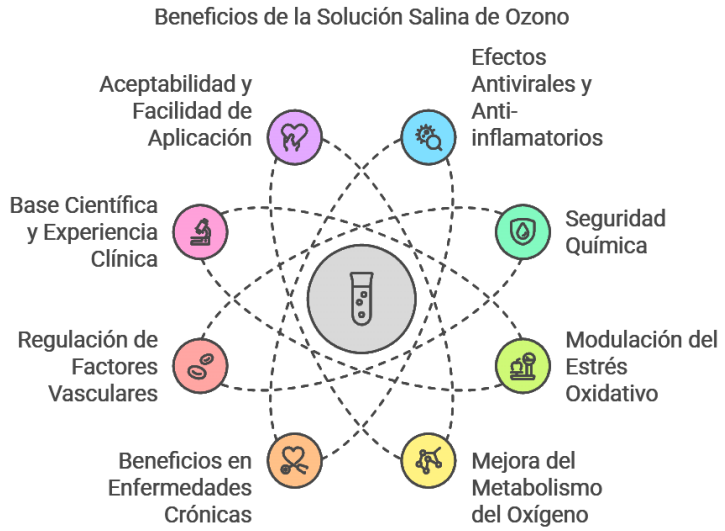 Beneficios de la Solución Salina de Ozono
Aceptabilidad y
Facilidad de
Aplicación
Efectos
Antivirales y
Anti-
inflamatorios
Base Científica
y Experiencia
Clínica
Seguridad
Química
Regulación de
Factores
Vasculares
Modulación del
Estrés
Oxidativo
Beneficios en
Enfermedades
Crónicas
Mejora del
Metabolismo
del Oxígeno